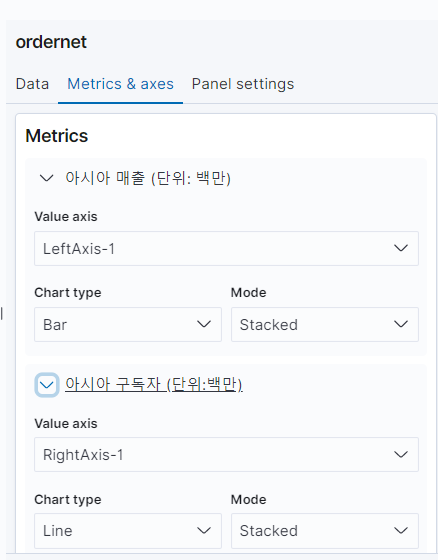 ordernet
Data Metrics & axes Panel settings
Metrics
아시아 매출 (단위: 백만)
Value axis
LeftAxis-1
Chart type Mode
Bar Stacked
아시아 구독자 (단위:백만)
Value axis
RightAxis-1
Chart type Mode
Line Stacked